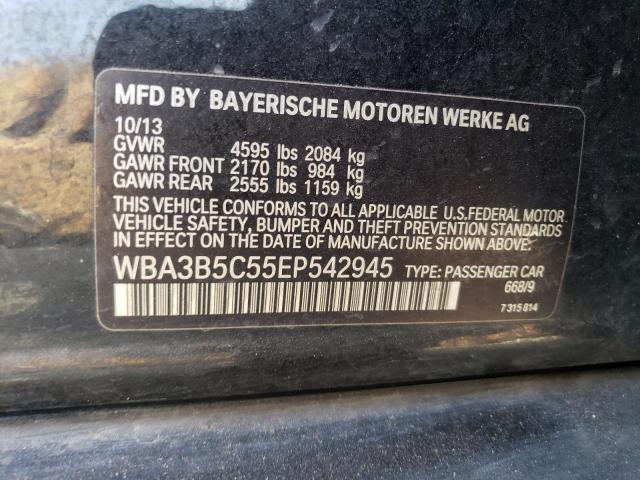 MFD BY BAYERISCHE MOTOREN WERKE AG
10/13
GVWR 4595 lbs 2084 kg
GAWR FRONT 2170 lbs 984 kg
GAWR REAR 2555 lbs 1159 kg
THIS VEHICLE CONFORMS TO ALL APPLICABLE U.S.FEDERAL MOTOR
VEHICLE SAFETY, BUMPER AND THEFT PREVENTION STANDARDS
IN EFFECT ON THE DATE OF MANUFACTURE SHOWN ABOVE:
WBA3B5C55EP542945 TYPE: PASSENGER CAR
668/9
7315814